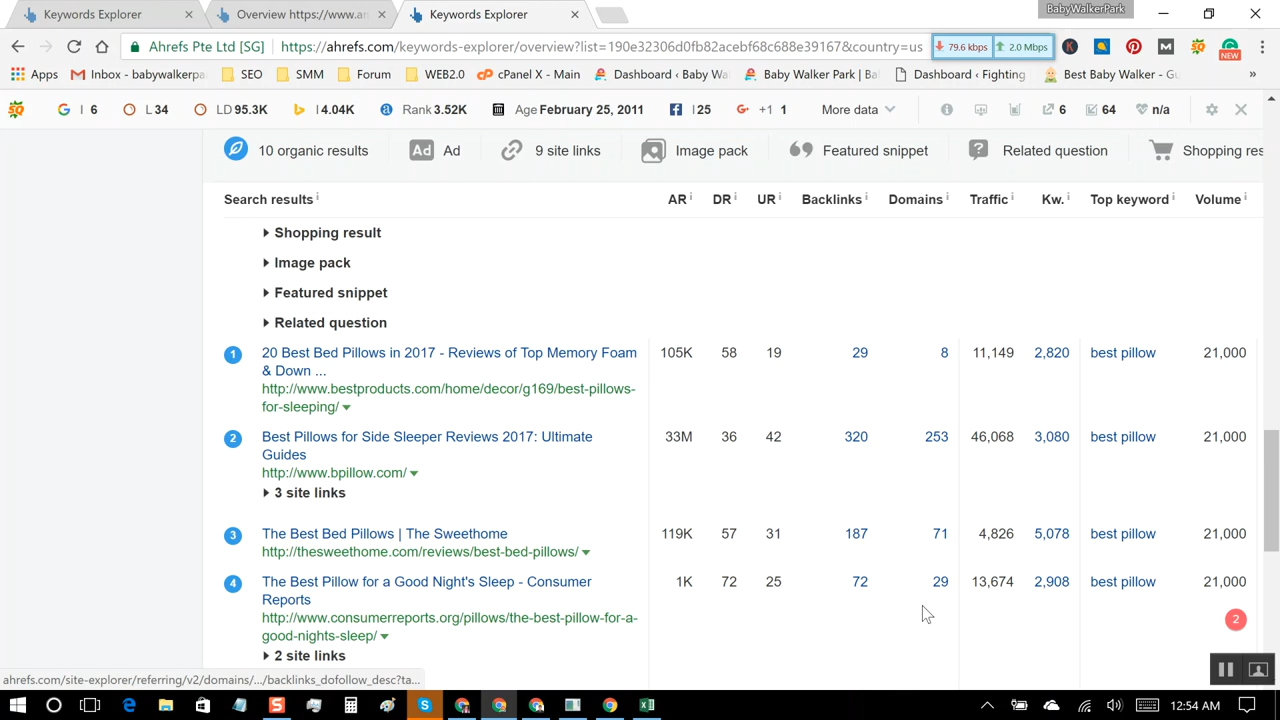 BabyWalkerPark
Keywords Explorer
Overview https://www.an
Keywords Explorer
Ahrefs Pte Ltd [SG]
https://ahrefs.com/keywords-explorer/overview?list=190e32306d0fb82acebf68c688e39167&country=us
79.6 kbps
2.0 Mbps
NEW
Apps
Inbox - babywalkerpa
SEO
SMM
Forum
WEB2.0
cPanel X - Main
Dashboard ‹ Baby Wa
Baby Walker Park | Ba
Dashboard ‹ Fighting
Best Baby Walker - Gu
»
I 6
L 34
LD 95.3K
I 4.04K
Rank 3.52K
Age February 25, 2011
I 25
+1 1
More data
6
64
n/a
10 organic results
Ad Ad
9 site links
Image pack
Featured snippet
Related question
Shopping res
Search results
AR
DR
UR
Backlinks
Domains
Traffic
Kw.
Top keyword
Volume
Shopping result
Image pack
Featured snippet
Related question
1
20 Best Bed Pillows in 2017 - Reviews of Top Memory Foam
& Down ...
http://www.bestproducts.com/home/decor/g169/best-pillows-
for-sleeping/
105K
58
19
29
8
11,149
2,820
best pillow
21,000
2
Best Pillows for Side Sleeper Reviews 2017: Ultimate
Guides
http://www.bpillow.com/
3 site links
33M
36
42
320
253
46,068
3,080
best pillow
21,000
3
The Best Bed Pillows | The Sweethome
http://thesweethome.com/reviews/best-bed-pillows/
119K
57
31
187
71
4,826
5,078
best pillow
21,000
4
The Best Pillow for a Good Night's Sleep - Consumer
Reports
http://www.consumerreports.org/pillows/the-best-pillow-for-a-
good-nights-sleep/
2 site links
1K
72
25
72
29
13,674
2,908
best pillow
21,000
2
ahrefs.com/site-explorer/referring/v2/domains/.../backlinks_dofollow_desc?ta...
12:54 AM